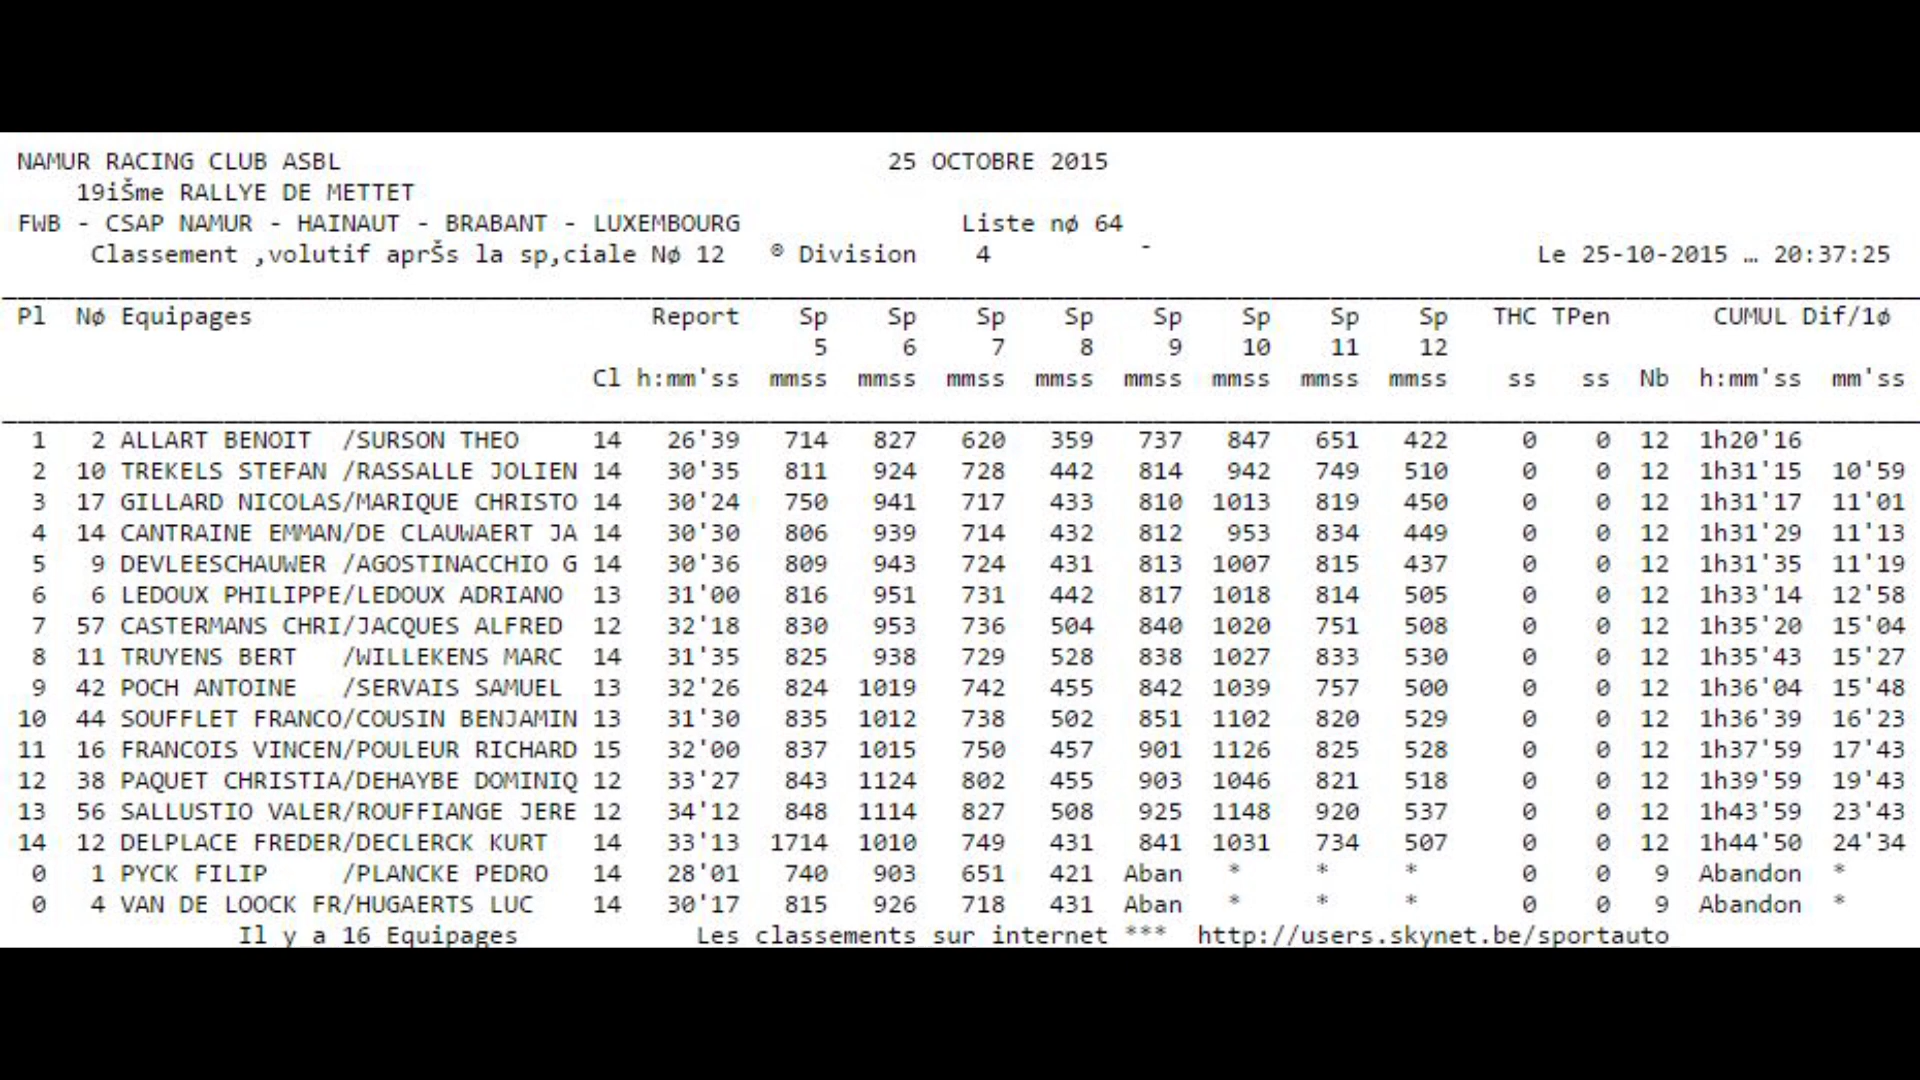 NAMUR RACING CLUB ASBL 25 OCTOBRE 2015
19iŠme RALLYE DE METTET
FWB - CSAP NAMUR - HAINAUT - BRABANT - LUXEMBOURG Liste nø 64
Classement ,volutif aprŠs la sp,ciale Nø 12 ® Division 4 ¯ Le 25-10-2015 … 20:37:25
Pl Nø Equipages Report Sp Sp Sp Sp Sp Sp Sp Sp THC TPen CUMUL Dif/1ø
5 6 7 8 9 10 11 12
Cl h:mm'ss mmss mmss mmss mmss mmss mmss mmss mmss ss ss Nb h:mm'ss mm'ss
1 2 ALLART BENOIT /SURSON THEO 14 26'39 714 827 620 359 737 847 651 422 0 0 12 1h20'16
2 10 TREKELS STEFAN /RASSALLE JOLIEN 14 30'35 811 924 728 442 814 942 749 510 0 0 12 1h31'15 10'59
3 17 GILLARD NICOLAS/MARIQUE CHRISTO 14 30'24 750 941 717 433 810 1013 819 450 0 0 12 1h31'17 11'01
4 14 CANTRAINE EMMAN/DE CLAUWAERT JA 14 30'30 806 939 714 432 812 953 834 449 0 0 12 1h31'29 11'13
5 9 DEVLEESCHAUWER /AGOSTINACCHIO G 14 30'36 809 943 724 431 813 1007 815 437 0 0 12 1h31'35 11'19
6 6 LEDOUX PHILIPPE/LEDOUX ADRIANO 13 31'00 816 951 731 442 817 1018 814 505 0 0 12 1h33'14 12'58
7 57 CASTERMANS CHRI/JACQUES ALFRED 12 32'18 830 953 736 504 840 1020 751 508 0 0 12 1h35'20 15'04
8 11 TRUYENS BERT /WILLEKENS MARC 14 31'35 825 938 729 528 838 1027 833 530 0 0 12 1h35'43 15'27
9 42 POCH ANTOINE /SERVAIS SAMUEL 13 32'26 824 1019 742 455 842 1039 757 500 0 0 12 1h36'04 15'48
10 44 SOUFFLET FRANCO/COUSIN BENJAMIN 13 31'30 835 1012 738 502 851 1102 820 529 0 0 12 1h36'39 16'23
11 16 FRANCOIS VINCEN/POULEUR RICHARD 15 32'00 837 1015 750 457 901 1126 825 528 0 0 12 1h37'59 17'43
12 38 PAQUET CHRISTIA/DEHAYBE DOMINIQ 12 33'27 843 1124 802 455 903 1046 821 518 0 0 12 1h39'59 19'43
13 56 SALLUSTIO VALER/ROUFFIANGE JERE 12 34'12 848 1114 827 508 925 1148 920 537 0 0 12 1h43'59 23'43
14 12 DELPLACE FREDER/DECLERCK KURT 14 33'13 1714 1010 749 431 841 1031 734 507 0 0 12 1h44'50 24'34
0 1 PYCK FILIP /PLANCKE PEDRO 14 28'01 740 903 651 421 Aban * * * 0 0 9 Abandon *
0 4 VAN DE LOOCK FR/HUGAERTS LUC 14 30'17 815 926 718 431 Aban * * * 0 0 9 Abandon *
Il y a 16 Equipages Les classements sur internet *** http://users.skynet.be/sportauto